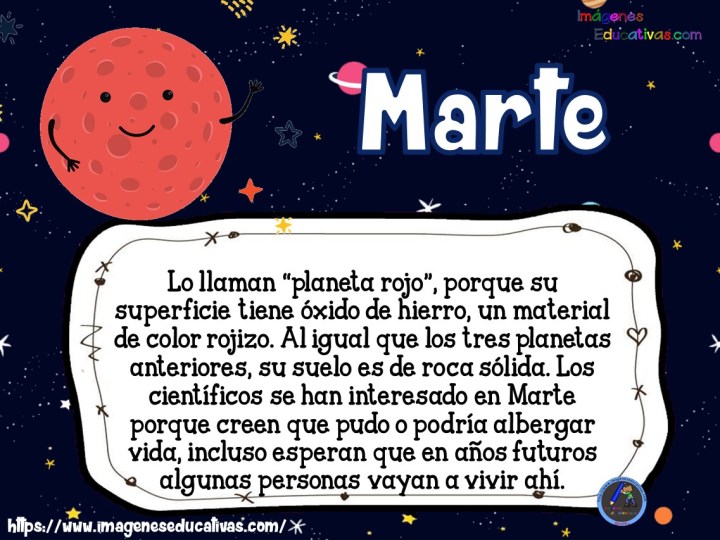 Imágenes
Educativas.com
Marte
Lo llaman “planeta rojo”, porque su
superficie tiene óxido de hierro, un material
de color rojizo. Al igual que los tres planetas
anteriores, su suelo es de roca sólida. Los
científicos se han interesado en Marte
porque creen que pudo o podría albergar
vida, incluso esperan que en años futuros
algunas personas vayan a vivir ahí.
https://www.imageneseducativas.com/